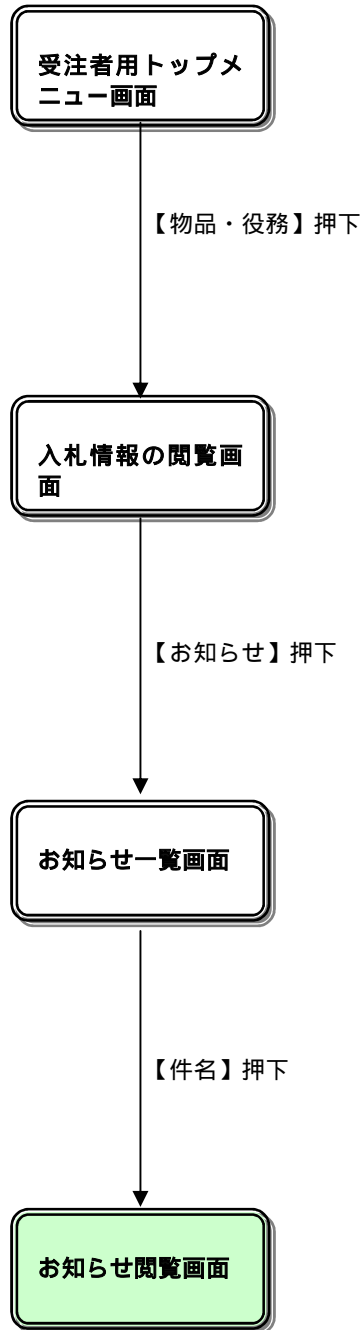 受注者用トップメ
ニュー画面
【物品・役務】押下
入札情報の閲覧画
面
【お知らせ】押下
お知らせ一覧画面
【件名】押下
お知らせ閲覧画面